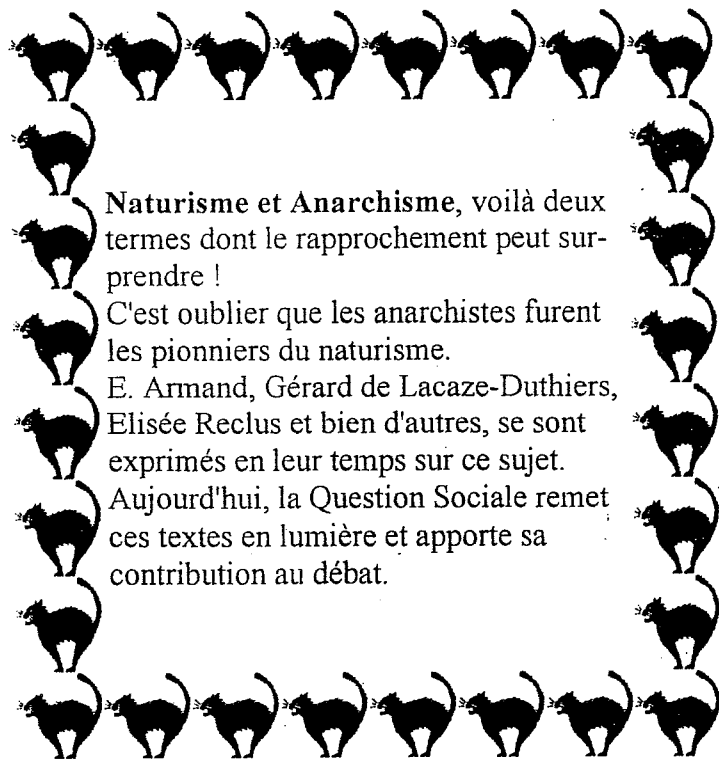 Naturisme et Anarchisme, voilà deux
termes dont le rapprochement peut sur-
prendre !
C'est oublier que les anarchistes furent
les pionniers du naturisme.
E. Armand, Gérard de Lacaze-Duthiers,
Elisée Reclus et bien d'autres, se sont
exprimés en leur temps sur ce sujet.
Aujourd'hui, la Question Sociale remet
ces textes en lumière et apporte sa
contribution au débat.